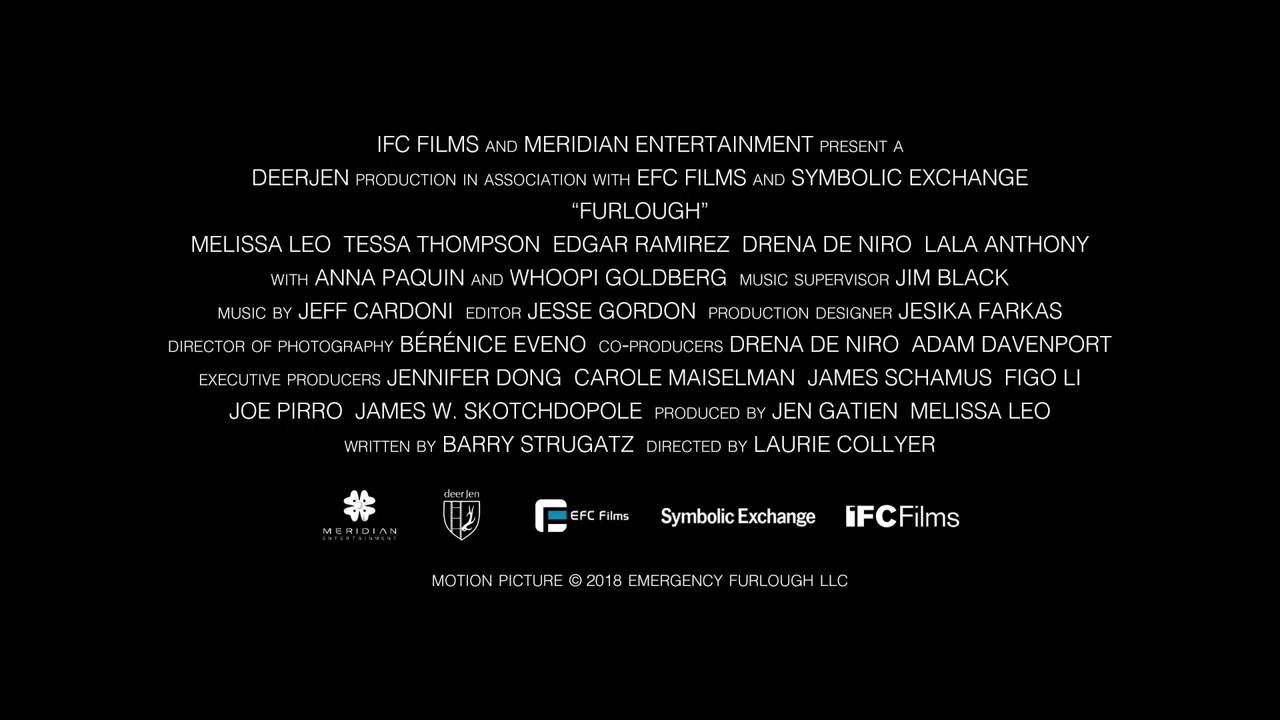 IFC FILMS AND MERIDIAN ENTERTAINMENT PRESENT A
DEERJEN PRODUCTION IN ASSOCIATION WITH EFC FILMS AND SYMBOLIC EXCHANGE
“FURLOUGH”
MELISSA LEO TESSA THOMPSON EDGAR RAMIREZ DRENA DE NIRO LALA ANTHONY
WITH ANNA PAQUIN AND WHOOPI GOLDBERG MUSIC SUPERVISOR JIM BLACK
MUSIC BY JEFF CARDONI EDITOR JESSE GORDON PRODUCTION DESIGNER JESIKA FARKAS
DIRECTOR OF PHOTOGRAPHY BÉRÉNICE EVENO CO-PRODUCERS DRENA DE NIRO ADAM DAVENPORT
EXECUTIVE PRODUCERS JENNIFER DONG CAROLE MAISELMAN JAMES SCHAMUS FIGO LI
JOE PIRRO JAMES W. SKOTCHDOPOLE PRODUCED BY JEN GATIEN MELISSA LEO
WRITTEN BY BARRY STRUGATZ DIRECTED BY LAURIE COLLYER
MERIDIAN
ENTERTAINMENT
deerJen
EFC Films
Symbolic Exchange
IFC Films
MOTION PICTURE © 2018 EMERGENCY FURLOUGH LLC